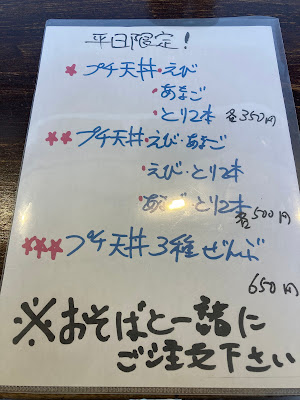 平日限定!
★ プチ天丼・えび
・あなご
・とり2本 各350円
★★ プチ天丼・えび・あなご
・えび・とり2本
・あなご・とり2本 各500円
★★★ プチ天丼3種ぜんぶ
650円
※おそばと一緒に
ご注文下さい